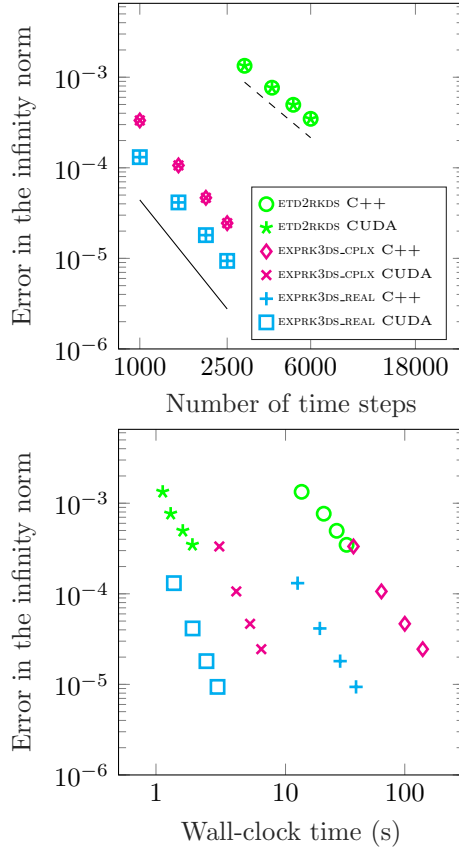 Error in the infinity norm
10−3
10−4
10−5
10−6
ETD2RKDS C++
ETD2RKDS CUDA
EXPRK3DS_CPLX C++
EXPRK3DS_CPLX CUDA
EXPRK3DS_REAL C++
EXPRK3DS_REAL CUDA
1000 2500 6000 18000
Number of time steps
Error in the infinity norm
10−3
10−4
10−5
10−6
1 10 100
Wall-clock time (s)